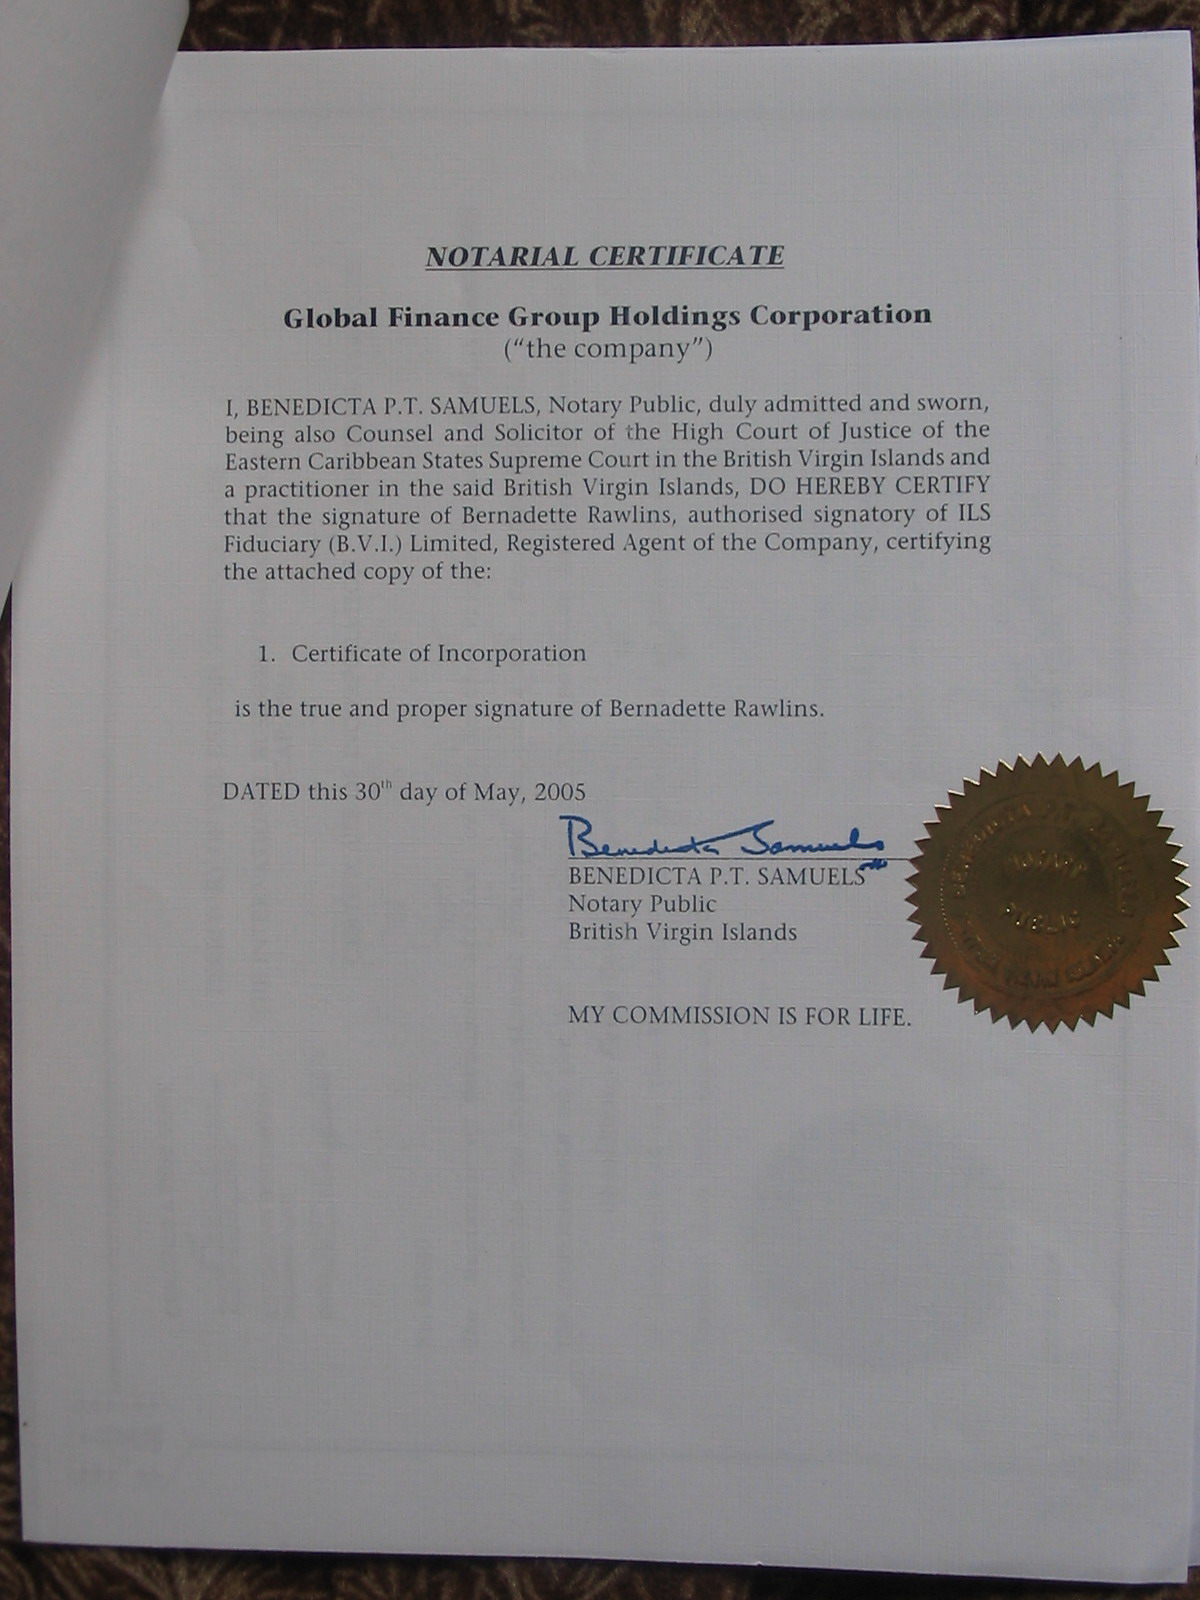 NOTARIAL CERTIFICATE
Global Finance Group Holdings Corporation
(“the company”)
I, BENEDICTA P.T. SAMUELS, Notary Public, duly admitted and sworn,
being also Counsel and Solicitor of the High Court of Justice of the
Eastern Caribbean States Supreme Court in the British Virgin Islands and
a practitioner in the said British Virgin Islands, DO HEREBY CERTIFY
that the signature of Bernadette Rawlins, authorised signatory of ILS
Fiduciary (B.V.I.) Limited, Registered Agent of the Company, certifying
the attached copy of the:
1. Certificate of Incorporation
is the true and proper signature of Bernadette Rawlins.
DATED this 30th day of May, 2005
Benedicta Samuels
BENEDICTA P.T. SAMUELS
Notary Public
British Virgin Islands
MY COMMISSION IS FOR LIFE.
NOTARY
PUBLIC